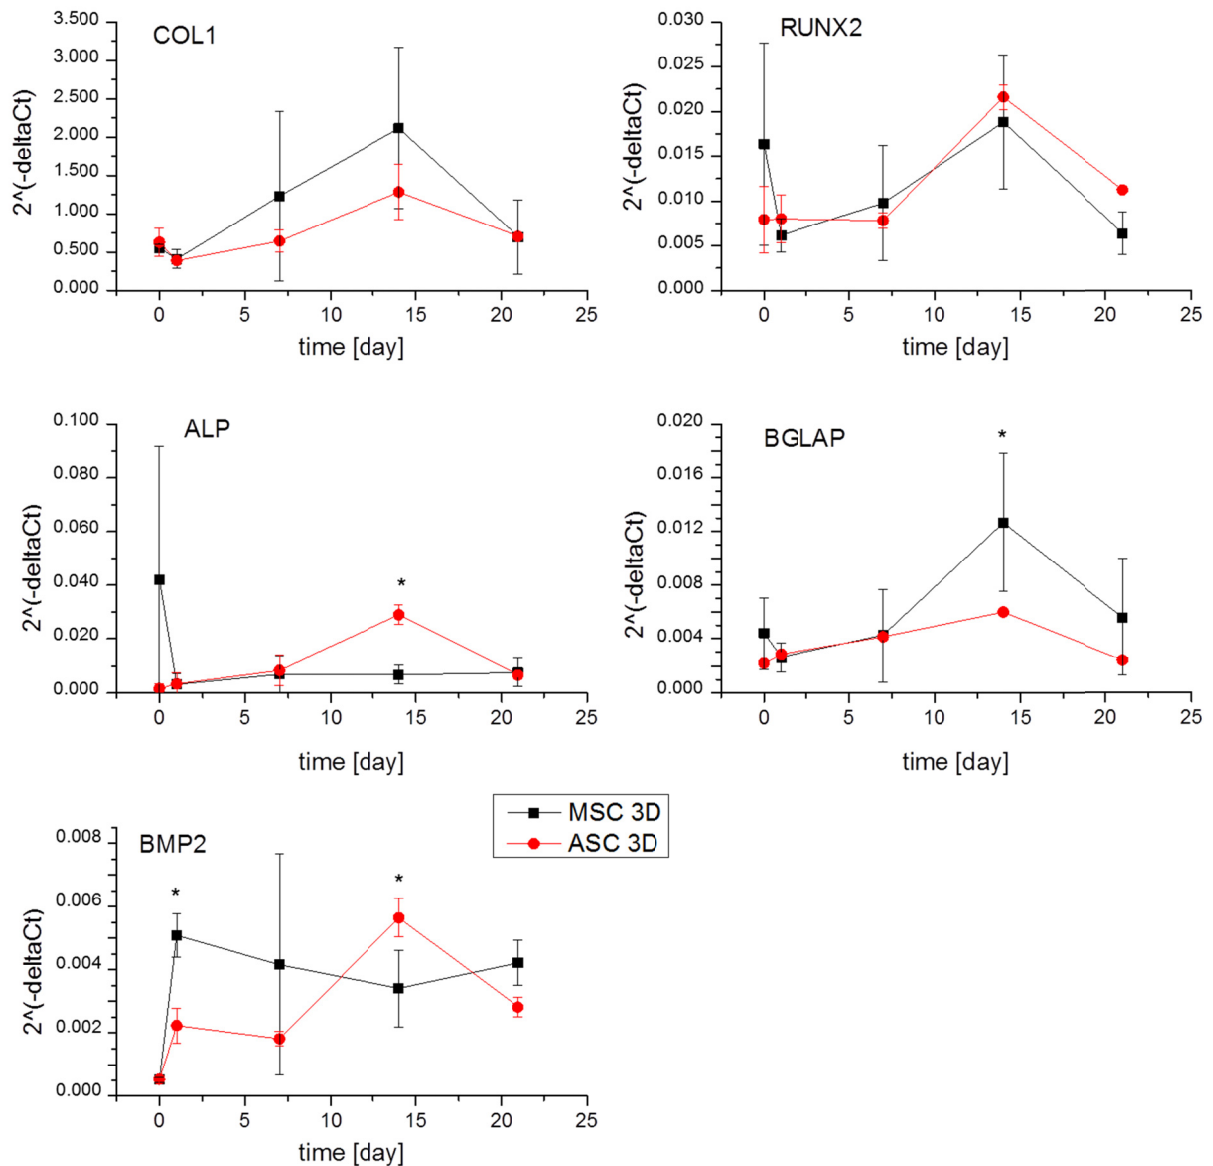 COL1
3.500
3.000
2.500
2.000
1.500
1.000
0.500
0.000
2^(-deltaCt)
0 5 10 15 20 25
time [day]
RUNX2
0.030
0.025
0.020
0.015
0.010
0.005
0.000
2^(-deltaCt)
0 5 10 15 20 25
time [day]
ALP
0.100
0.080
0.060
0.040
0.020
0.000
2^(-deltaCt)
*
0 5 10 15 20 25
time [day]
BGLAP
0.020
0.016
0.012
0.008
0.004
0.000
2^(-deltaCt)
*
0 5 10 15 20 25
time [day]
MSC 3D
ASC 3D
BMP2
0.008
0.006
0.004
0.002
0.000
2^(-deltaCt)
* *
0 5 10 15 20 25
time [day]